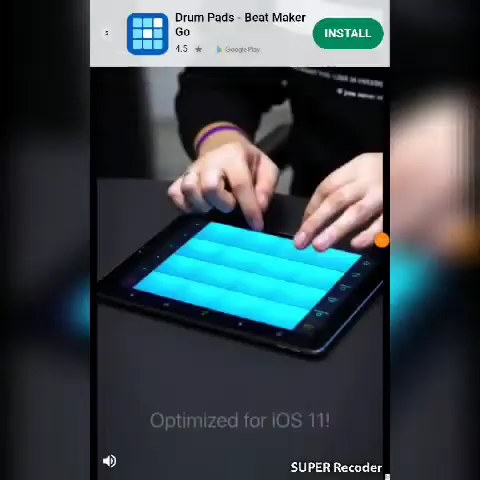 Drum Pads - Beat Maker
Go
4.5
Google Play
INSTALL
Optimized for iOS 11!
SUPER Recoder